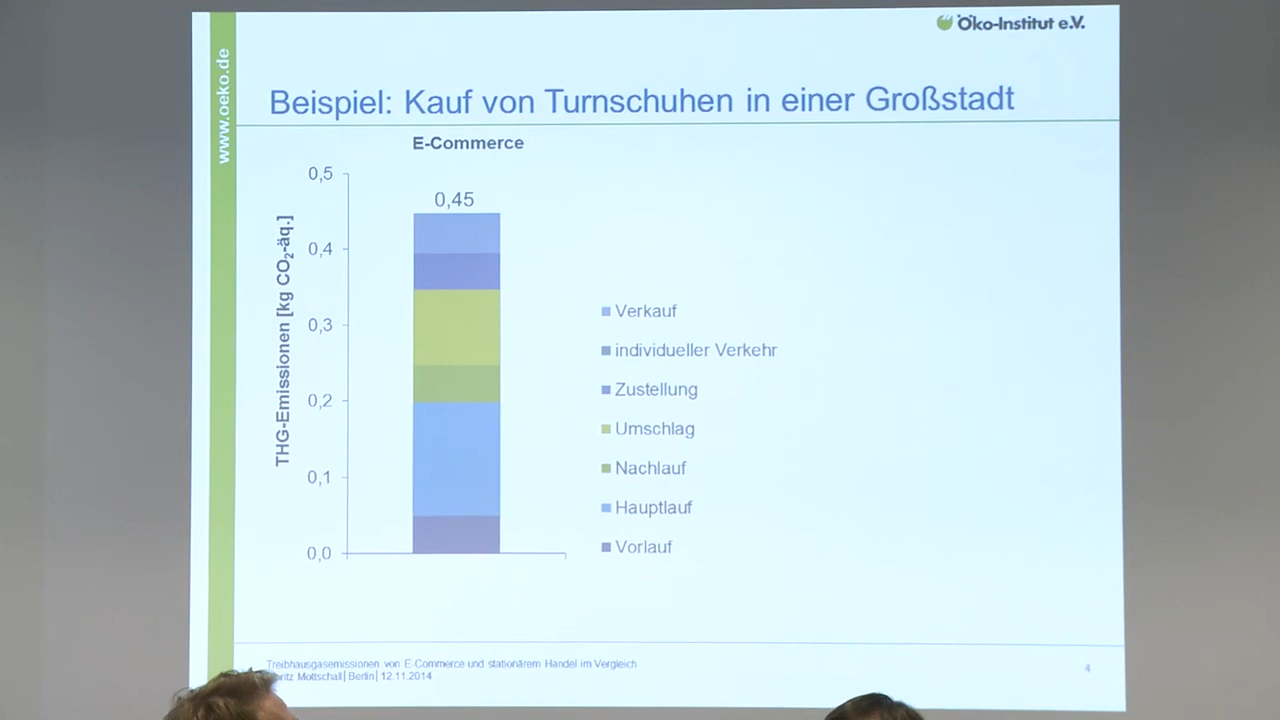 Öko-Institut e.V.
www.oeko.de
Beispiel: Kauf von Turnschuhen in einer Großstadt
E-Commerce
THG-Emissionen [kg CO2-äq.]
0,5
0,4
0,3
0,2
0,1
0,0
0,45
Verkauf
individueller Verkehr
Zustellung
Umschlag
Nachlauf
Hauptlauf
Vorlauf
Treibhausgasemissionen von E-Commerce und stationärem Handel im Vergleich
Mottschall| Berlin| 12.11.2014
4